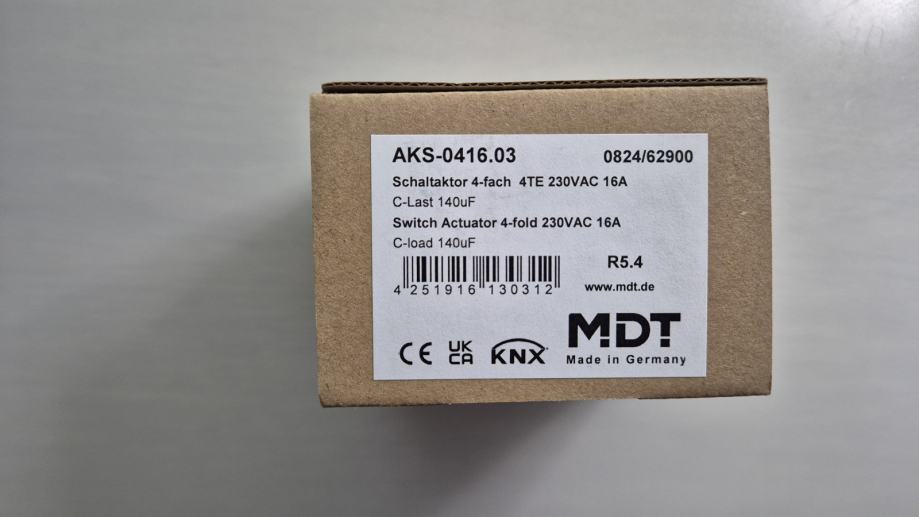 AKS-0416.03 0824/62900
Schaltaktor 4-fach 4TE 230VAC 16A
C-Last 140uF
Switch Actuator 4-fold 230VAC 16A
C-load 140uF
R5.4
4 251916 130312
www.mdt.de
MDT
CE UK CA KNX Made in Germany